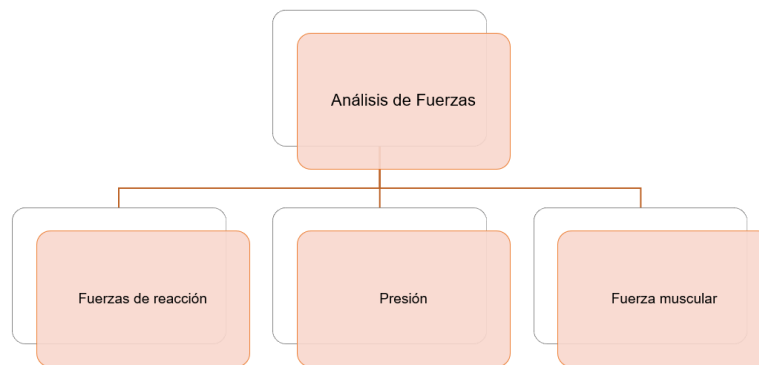 Análisis de Fuerzas
Fuerzas de reacción
Presión
Fuerza muscular